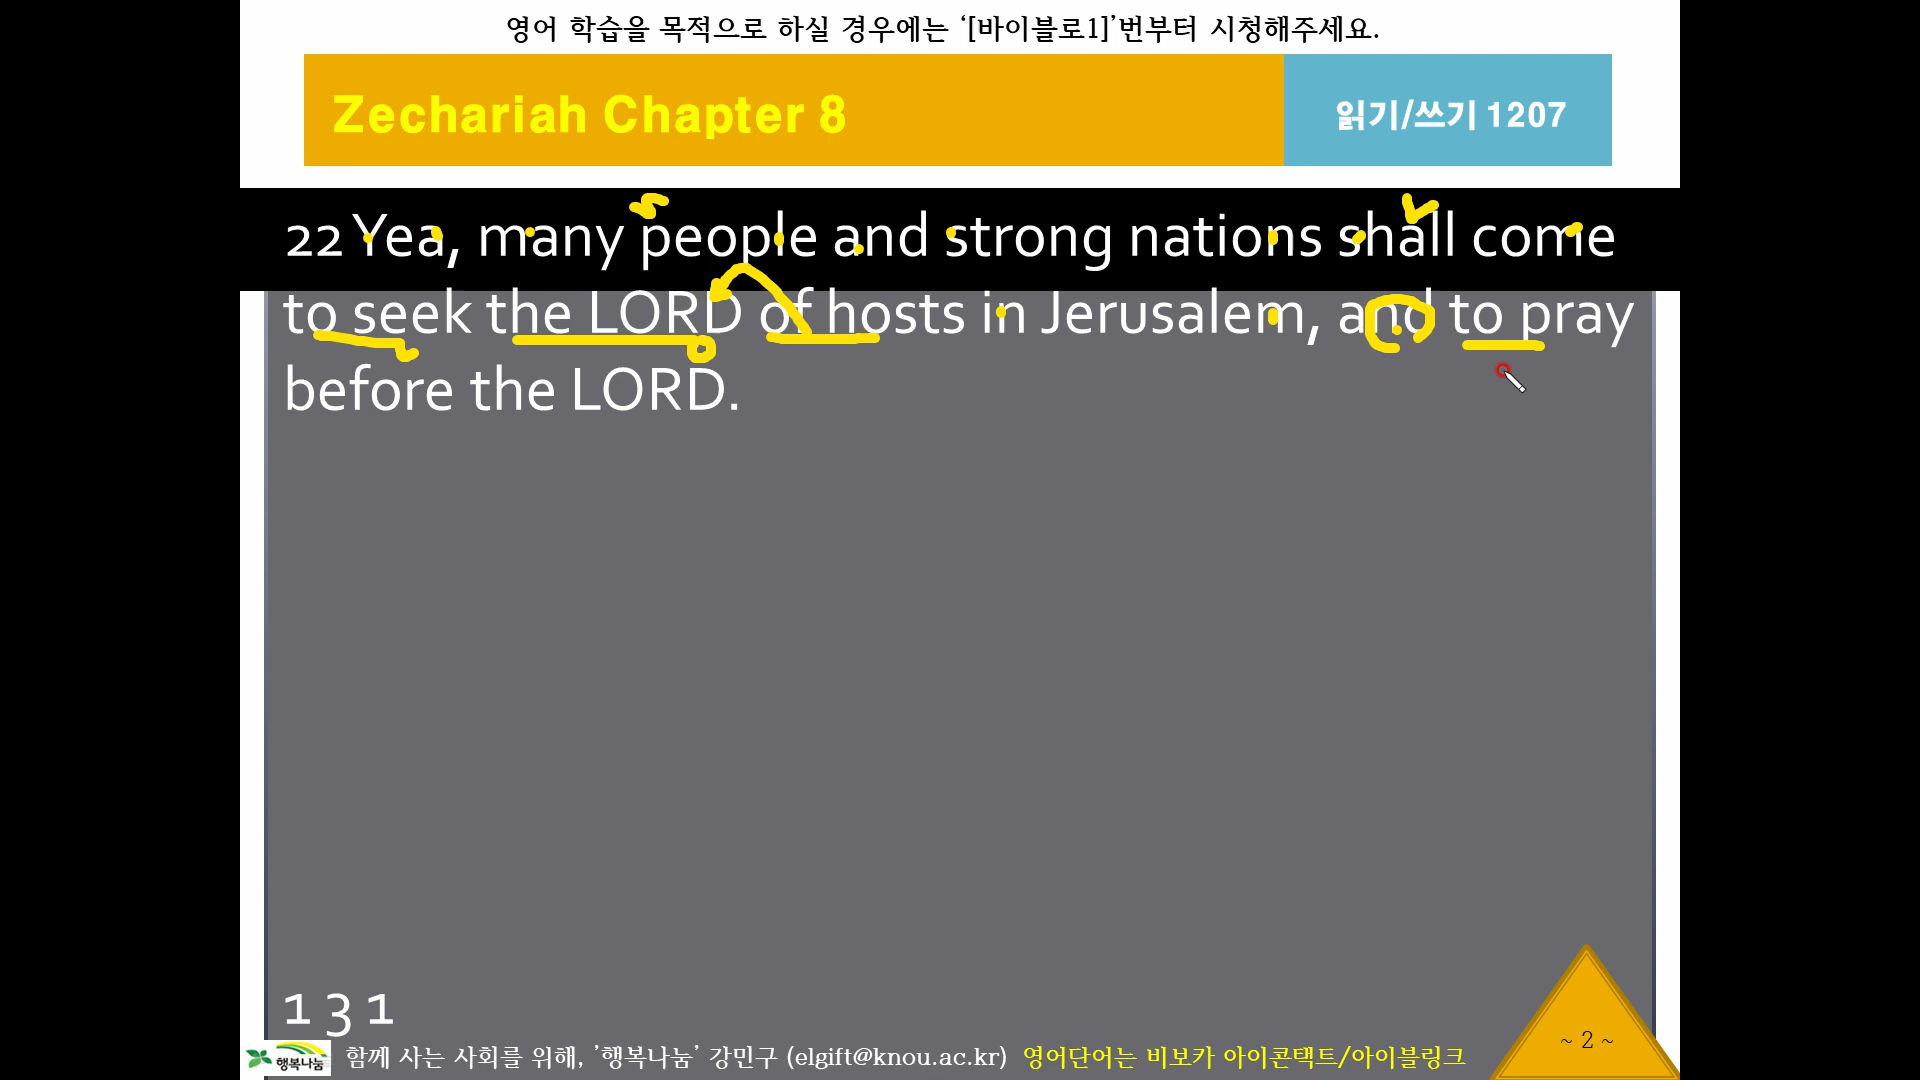 영어 학습을 목적으로 하실 경우에는 ‘[바이블로1]’번부터 시청해주세요.
Zechariah Chapter 8
읽기/쓰기 1207
22 Yea, many people and strong nations shall come
to seek the LORD of hosts in Jerusalem, and to pray
before the LORD.
1 3 1
~ 2 ~
행복나눔 함께 사는 사회를 위해, ’행복나눔’ 강민구 (elgift@knou.ac.kr) 영어단어는 비보카 아이콘택트/아이블링크